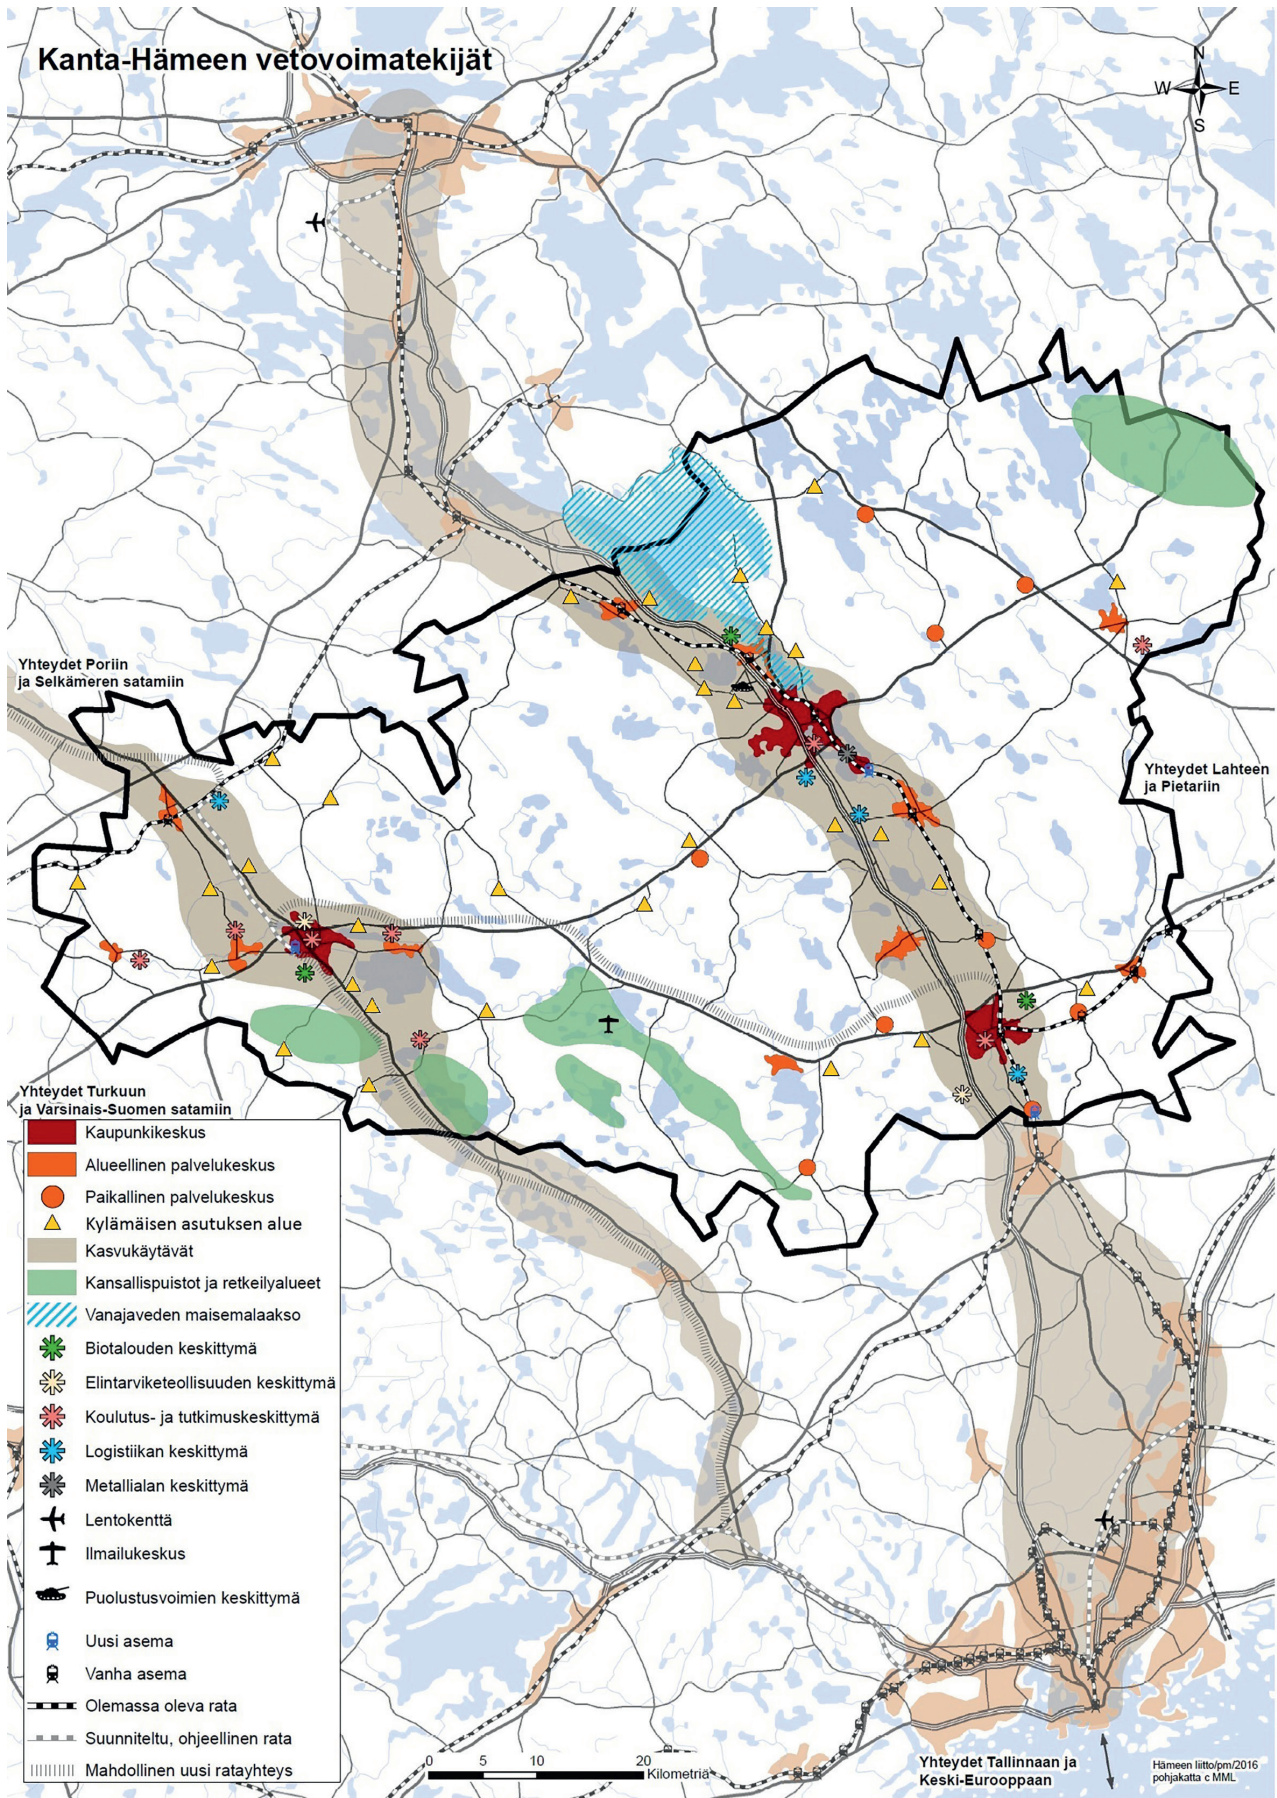 Kanta-Hämeen vetovoimatekijät
N
W
E
S
Yhteydet Poriin
ja Selkämeren satamiin
Yhteydet Lahteen
ja Pietariin
Yhteydet Turkuun
ja Varsinais-Suomen satamiin
Kaupunkikeskus
Alueellinen palvelukeskus
Paikallinen palvelukeskus
Kylämäisen asutuksen alue
Kasvukäytävät
Kansallispuistot ja retkeilyalueet
Vanajaveden maisemalaakso
Biotalouden keskittymä
Elintarviketeollisuuden keskittymä
Koulutus- ja tutkimuskeskittymä
Logistiikan keskittymä
Metallialan keskittymä
Lentokenttä
Ilmailukeskus
Puolustusvoimien keskittymä
Uusi asema
Vanha asema
Olemassa oleva rata
Suunniteltu, ohjeellinen rata
Mahdollinen uusi ratayhteys
0 5 10 20
Kilometriä
Yhteydet Tallinnaan ja
Keski-Eurooppaan
Hämeen liitto/pm/2016
pohjakatta c MML